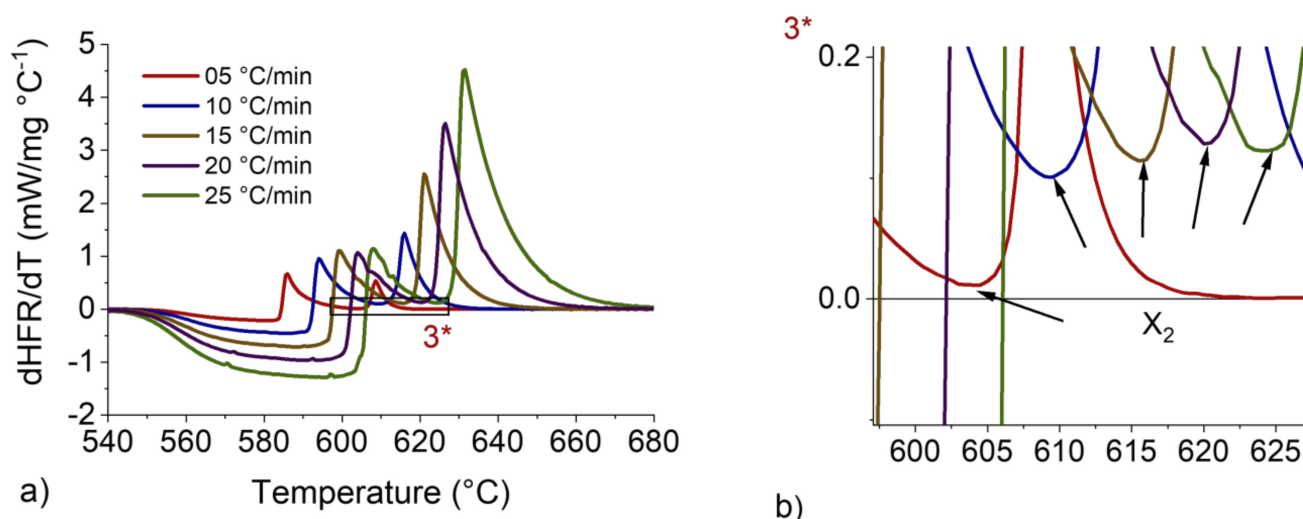 dHFR/dT (mW/mg °C⁻¹)
5
4
3
2
1
0
-1
-2
05 °C/min
10 °C/min
15 °C/min
20 °C/min
25 °C/min
3*
540 560 580 600 620 640 660 680
Temperature (°C)
a)
3*
0.2
0.0
X₂
600 605 610 615 620 625
b)